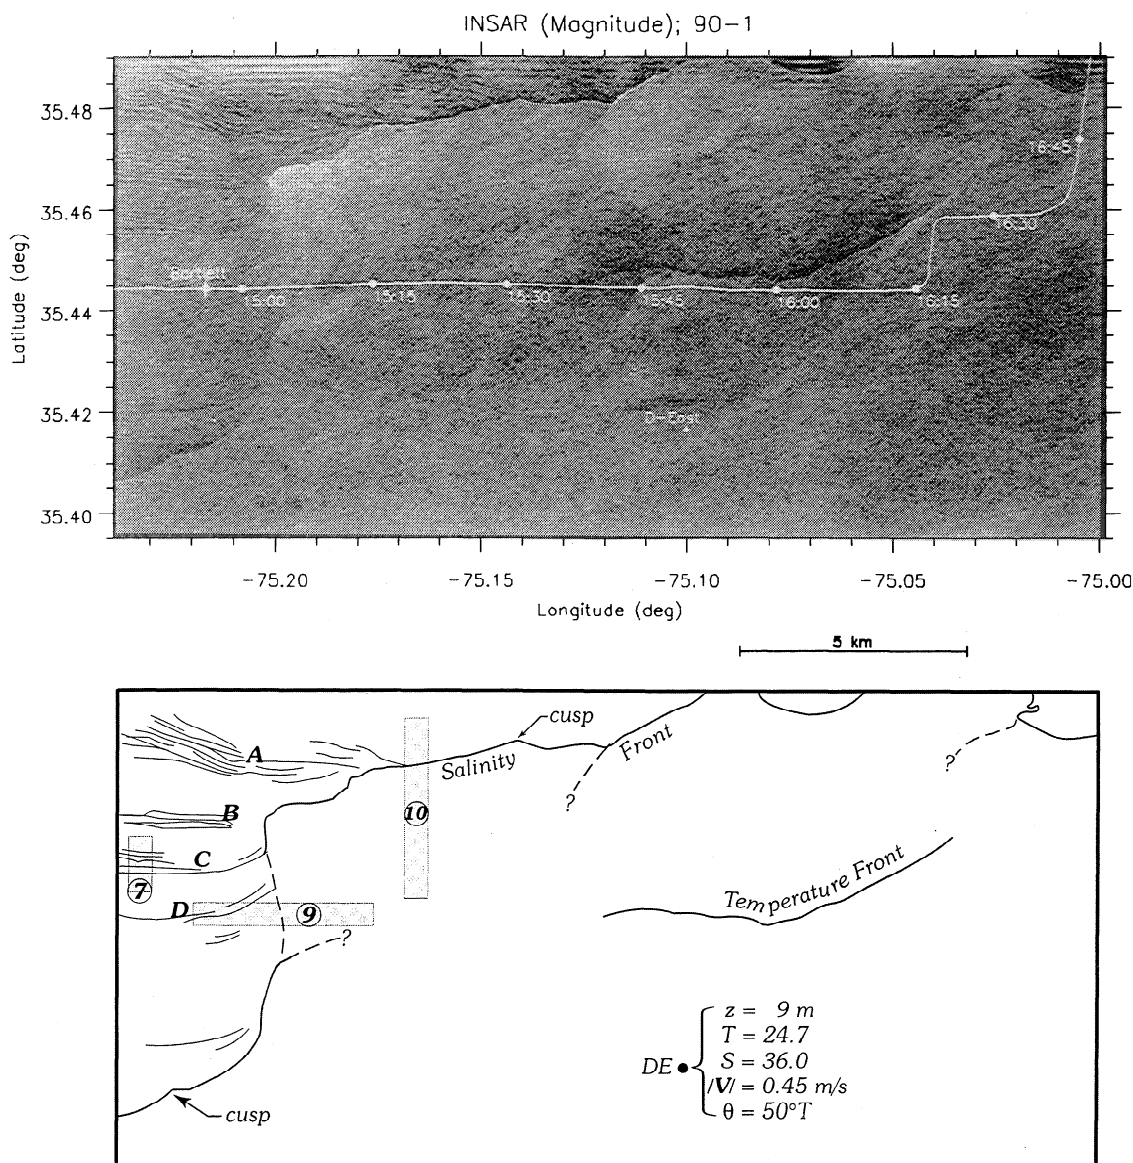 INSAR (Magnitude); 90-1
35.48
16:45
35.46
16:30
Bartlett
15:00
15:15
15:30
15:45
16:00
16:15
35.44
35.42
D-East
35.40
Latitude (deg)
-75.20
-75.15
-75.10
-75.05
-75.00
Longitude (deg)
5 km
cusp
A
Salinity
Front
?
?
B
10
C
7
D
9
?
Temperature Front
z = 9 m
T = 24.7
DE
S = 36.0
/V/ = 0.45 m/s
θ = 50°T
cusp